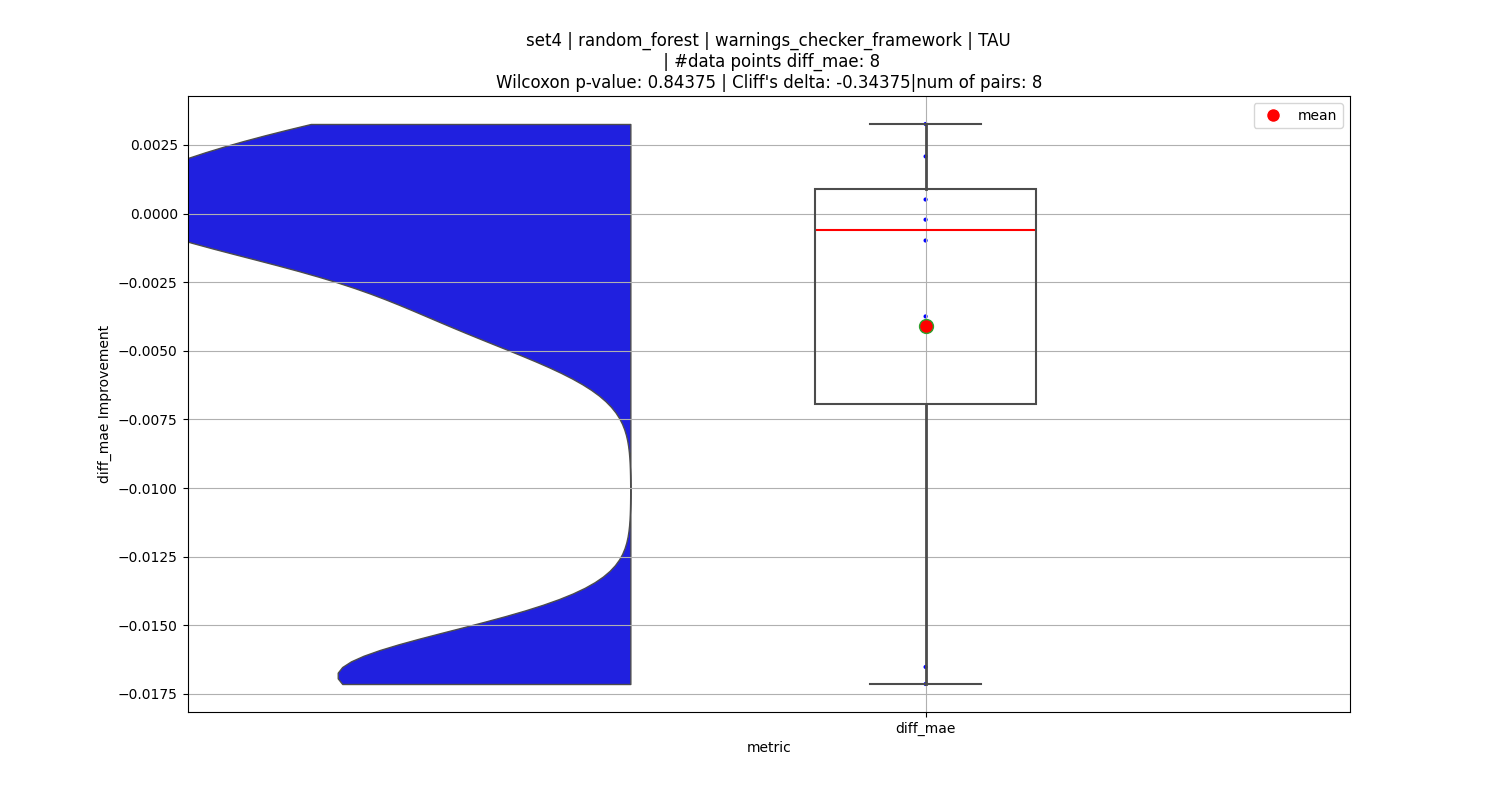 set4 | random_forest | warnings_checker_framework | TAU
| #data points diff_mae: 8
Wilcoxon p-value: 0.84375 | Cliff's delta: -0.34375|num of pairs: 8
mean
0.0025
0.0000
−0.0025
−0.0050
−0.0075
−0.0100
−0.0125
−0.0150
−0.0175
diff_mae Improvement
diff_mae
metric